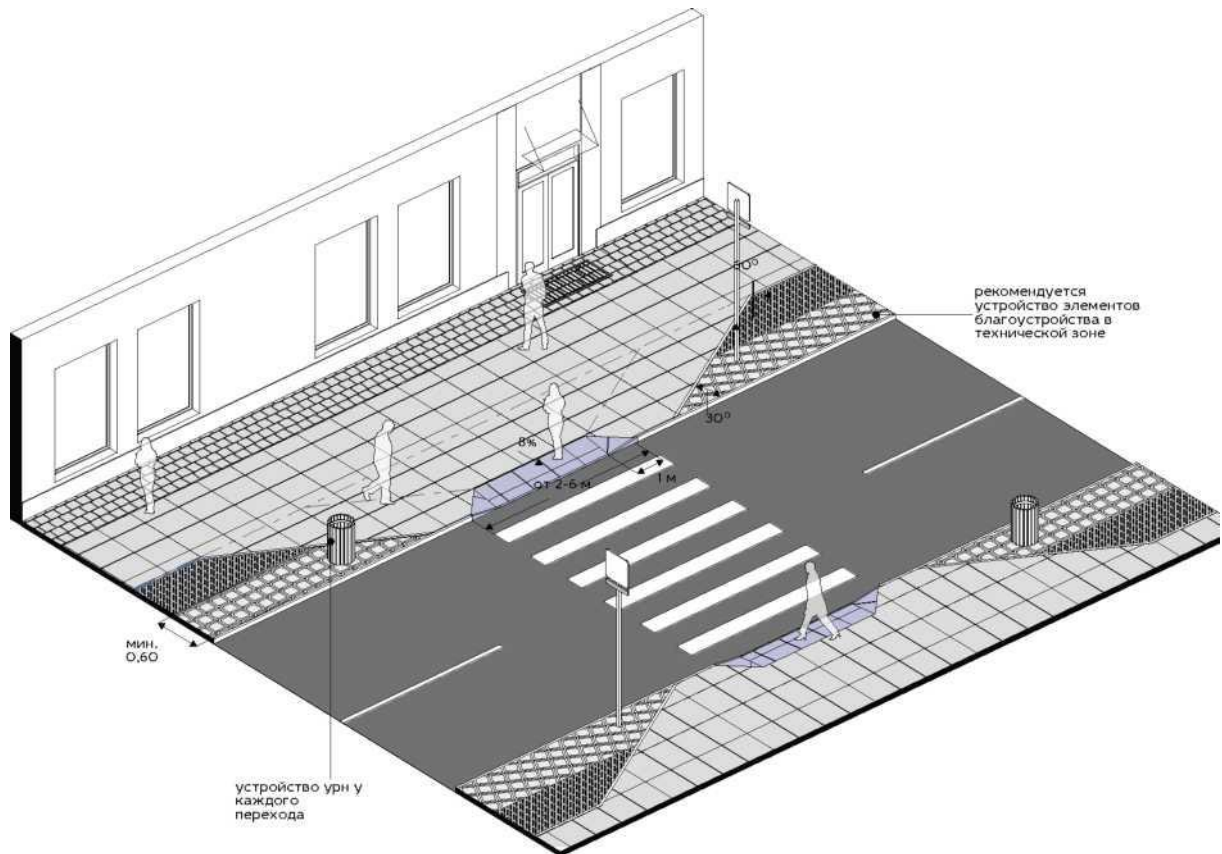 30°
рекомендуется
устройство элементов
благоустройства в
технической зоне
30°
8%
от 2-6 м
1 м
мин.
0,60
устройство урн у
каждого
перехода